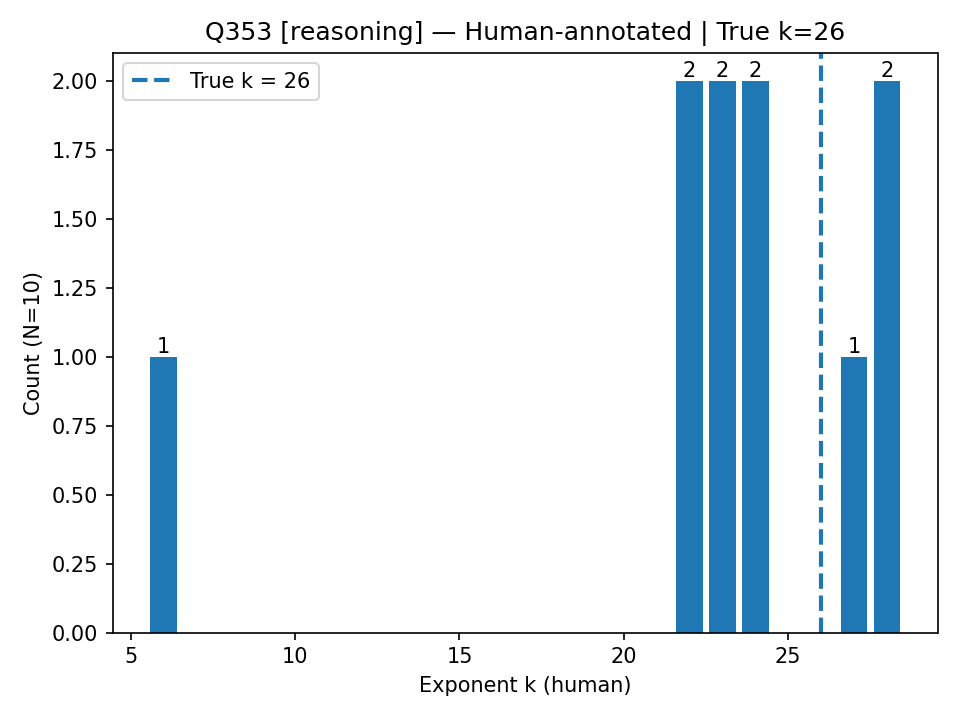 Q353 [reasoning] — Human-annotated | True k=26
True k = 26
2 2 2 2
1 1
2.00
1.75
1.50
1.25
1.00
0.75
0.50
0.25
0.00
Count (N=10)
5 10 15 20 25
Exponent k (human)